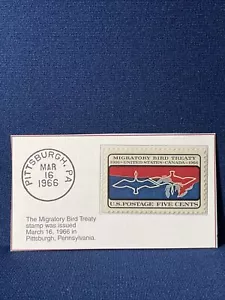 PITTSBURGH, PA
MAR
16
1966
MIGRATORY BIRD TREATY
1916 • UNITED STATES • CANADA • 1966
U.S. POSTAGE FIVE CENTS
The Migratory Bird Treaty
stamp was issued
March 16, 1966 in
Pittsburgh, Pennsylvania.